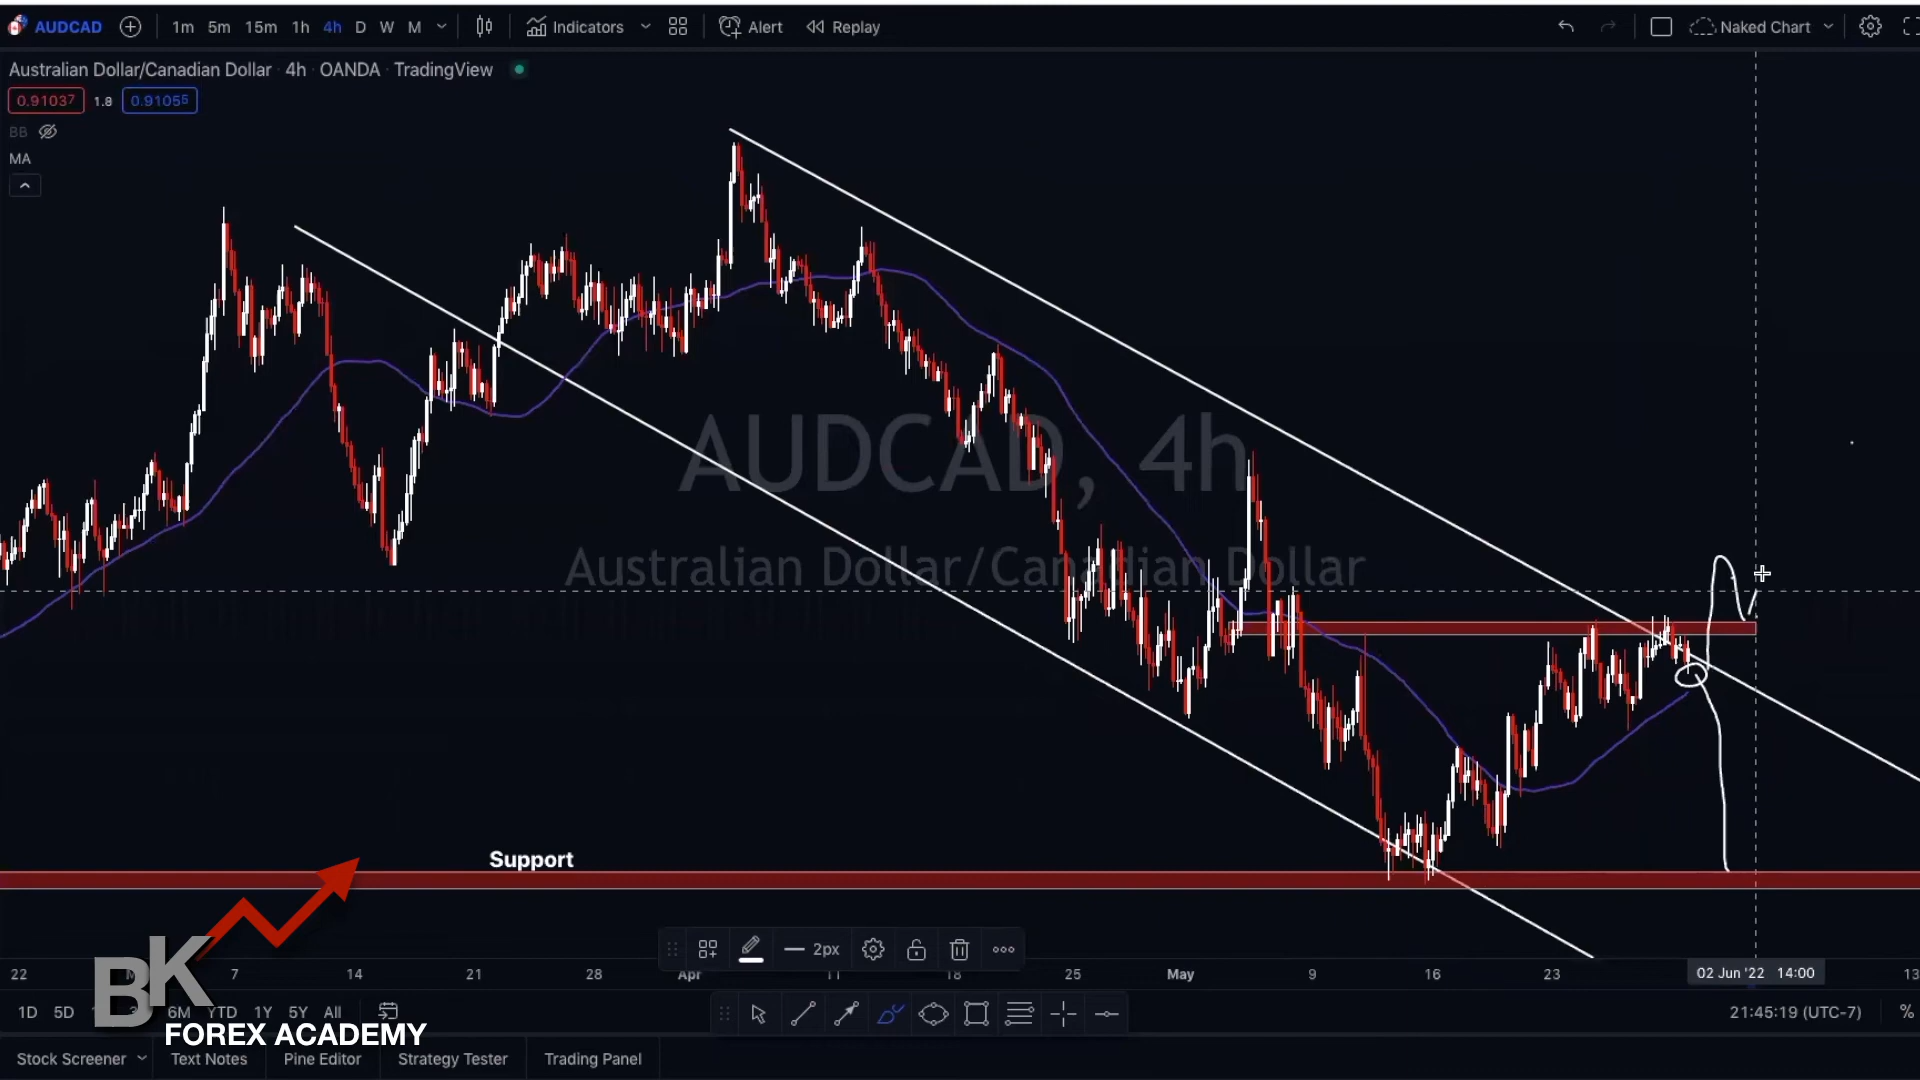 AUDCAD 1m 5m 15m 1h 4h D W M Indicators Alert Replay Naked Chart
Australian Dollar/Canadian Dollar · 4h · OANDA · TradingView
0.91037 1.8 0.91055
BB
MA
AUDCAD, 4h
Australian Dollar/Canadian Dollar
Support
2px
22 7 14 21 28 Apr 11 18 25 May 9 16 23 02 Jun '22 14:00 13
BK
1D 5D 6M YTD 1Y 5Y All 21:45:19 (UTC-7) %
FOREX ACADEMY
Stock Screener Text Notes Pine Editor Strategy Tester Trading Panel